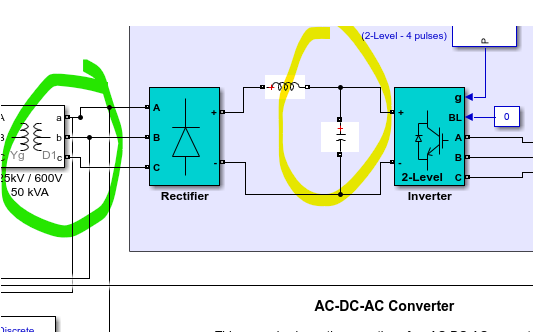 (2-Level - 4 pulses)
P
g
BL
0
a
A
+
+
b
B
B
A
Yg
D1
+
B
c
C
-
-
C
25kV / 600V
50 kVA
2-Level
Rectifier
Inverter
AC-DC-AC Converter
Discrete